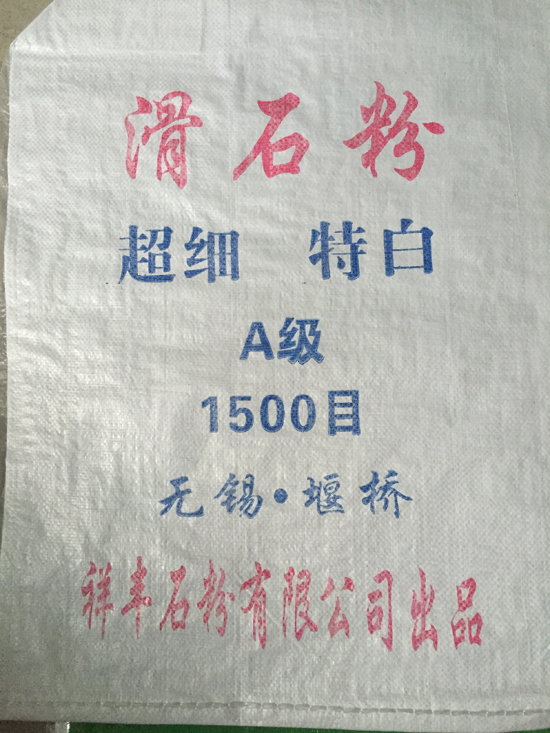 滑石粉
超细 特白
A级
1500目
无锡·堰桥
祥丰石粉有限公司出品